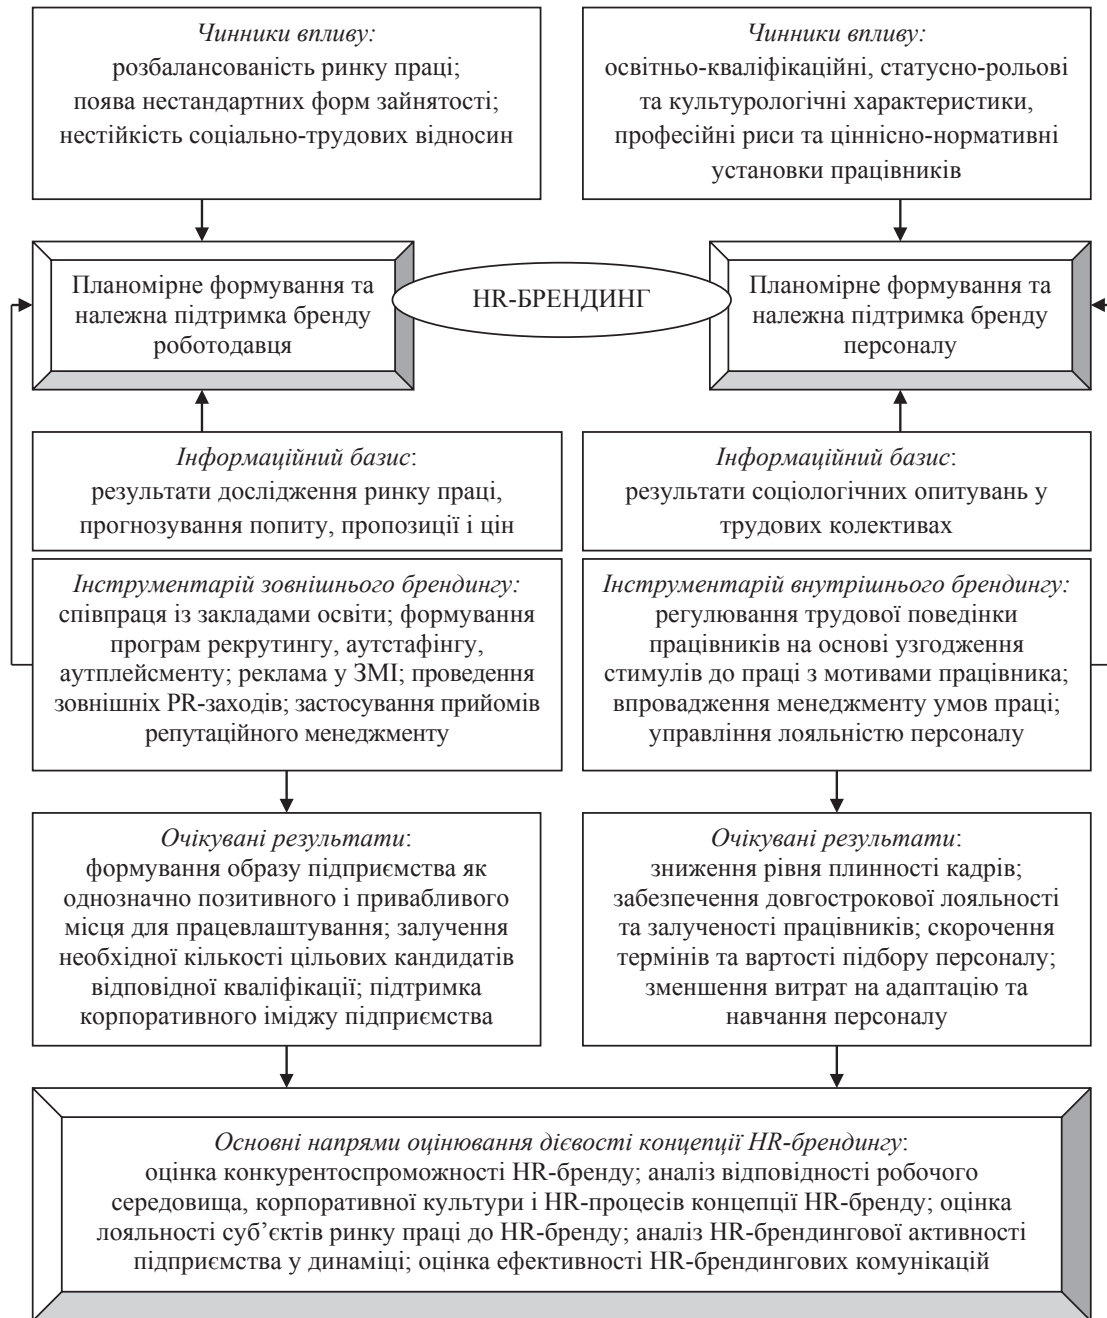 Чинники впливу:
розбалансованість ринку праці;
поява нестандартних форм зайнятості;
нестійкість соціально-трудових відносин
Чинники впливу:
освітньо-кваліфікаційні, статусно-рольові
та культурологічні характеристики,
професійні риси та ціннісно-нормативні
установки працівників
Планомірне формування та
належна підтримка бренду
роботодавця
HR-БРЕНДИНГ
Планомірне формування та
належна підтримка бренду
персоналу
Інформаційний базис:
результати дослідження ринку праці,
прогнозування попиту, пропозиції і цін
Інформаційний базис:
результати соціологічних опитувань у
трудових колективах
Інструментарій зовнішнього брендингу:
співпраця із закладами освіти; формування
програм рекрутингу, аутстафінгу,
аутплейсменту; реклама у ЗМІ; проведення
зовнішніх PR-заходів; застосування прийомів
репутаційного менеджменту
Інструментарій внутрішнього брендингу:
регулювання трудової поведінки
працівників на основі узгодження
стимулів до праці з мотивами працівника;
впровадження менеджменту умов праці;
управління лояльністю персоналу
Очікувані результати:
формування образу підприємства як
однозначно позитивного і привабливого
місця для працевлаштування; залучення
необхідної кількості цільових кандидатів
відповідної кваліфікації; підтримка
корпоративного іміджу підприємства
Очікувані результати:
зниження рівня плинності кадрів;
забезпечення довгострокової лояльності
та залученості працівників; скорочення
термінів та вартості підбору персоналу;
зменшення витрат на адаптацію та
навчання персоналу
Основні напрями оцінювання дієвості концепції HR-брендингу:
оцінка конкурентоспроможності HR-бренду; аналіз відповідності робочого
середовища, корпоративної культури і HR-процесів концепції HR-бренду; оцінка
лояльності суб’єктів ринку праці до HR-бренду; аналіз HR-брендингової активності
підприємства у динаміці; оцінка ефективності HR-брендингових комунікацій